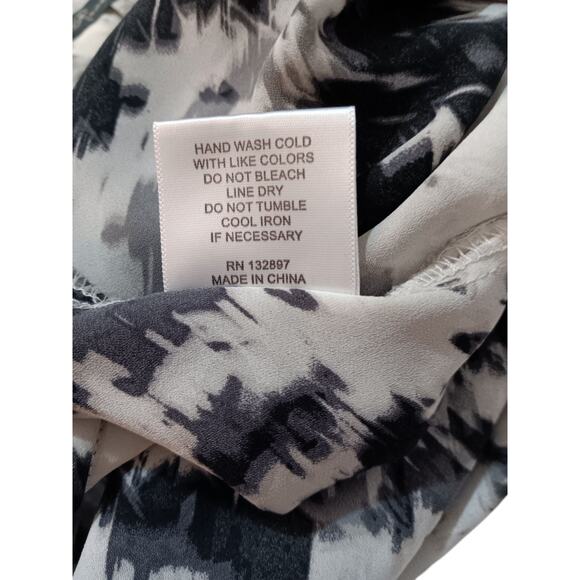 HAND WASH COLD
WITH LIKE COLORS
DO NOT BLEACH
LINE DRY
DO NOT TUMBLE
COOL IRON
IF NECESSARY
RN 132897
MADE IN CHINA